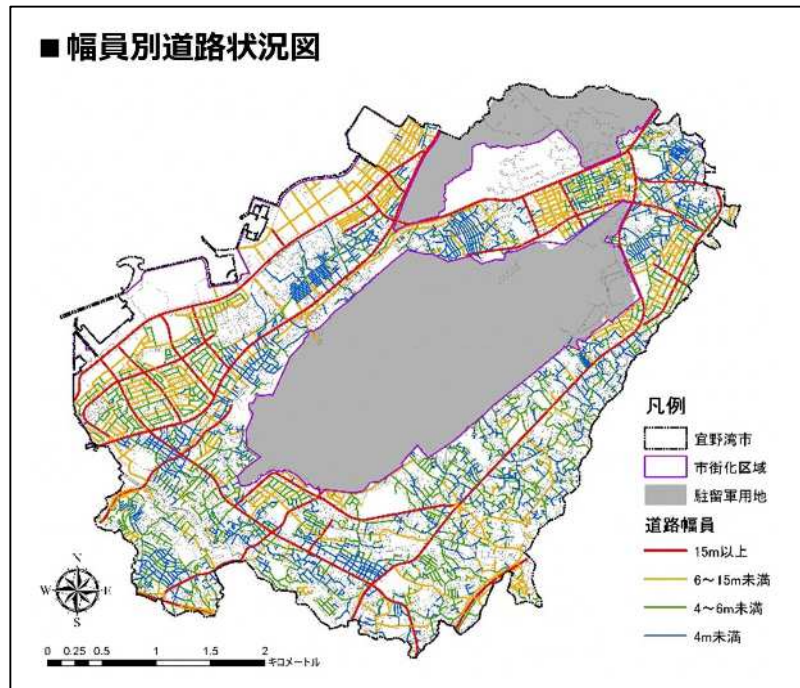 ■ 幅員別道路状況図
凡例
宜野湾市
市街化区域
駐留軍用地
道路幅員
15m以上
6～15m未満
4～6m未満
4m未満
N
W E
S
0 0.25 0.5 1 1.5 2
キロメートル